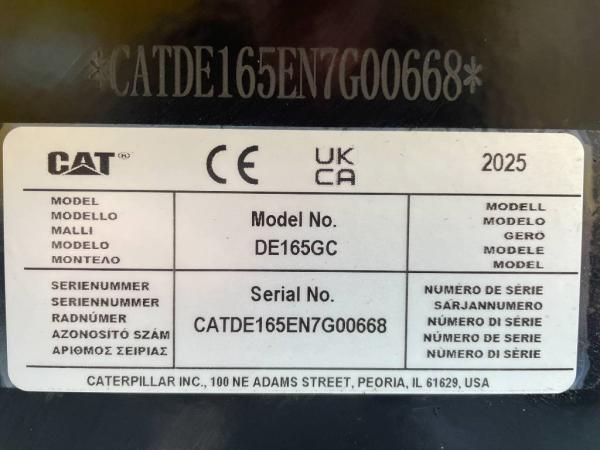 *CATDE165EN7G00668*
CAT® CE UK CA 2025
MODEL
MODELLO
MALLI
MODELO
ΜΟΝΤΕΛΟ
Model No.
DE165GC
MODELL
MODELO
GERÖ
MODELE
MODEL
SERIENUMMER
SERIENNUMMER
RADNÚMER
AZONOSÍTÓ SZÁM
ΑΡΙΘΜΟΣ ΣΕΙΡΙΑΣ
Serial No.
CATDE165EN7G00668
NUMERO DE SÉRIE
SARJANNUMERO
NÚMERO DI SÉRIE
NÚMERO DE SÉRIE
NÚMERO DI SÉRIE
CATERPILLAR INC., 100 NE ADAMS STREET, PEORIA, IL 61629, USA